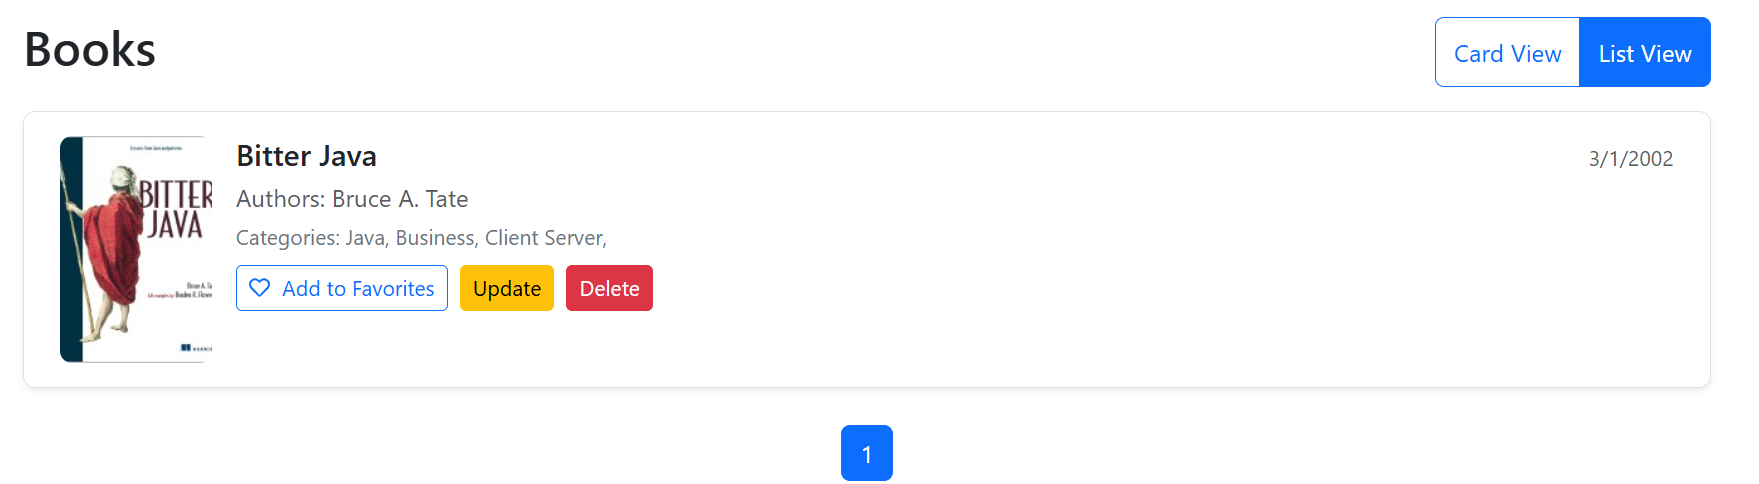 Books
Card View
List View
BITTER
JAVA
Bitter Java
3/1/2002
Authors: Bruce A. Tate
Categories: Java, Business, Client Server,
Add to Favorites
Update
Delete
1